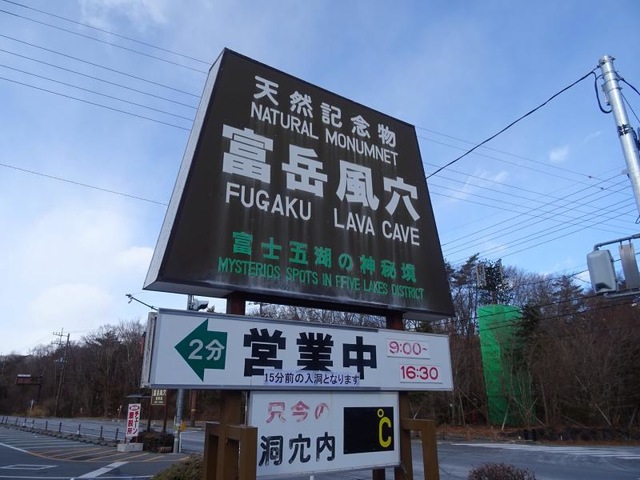 天然記念物
NATURAL MONUMNET
富岳風穴
FUGAKU LAVA CAVE
富士五湖の神秘境
MYSTERIOS SPOTS IN FFIVE LAKES DISTRICT
2分
営業中
9:00~
16:30
15分前の入洞となります
只今の
洞穴内
℃